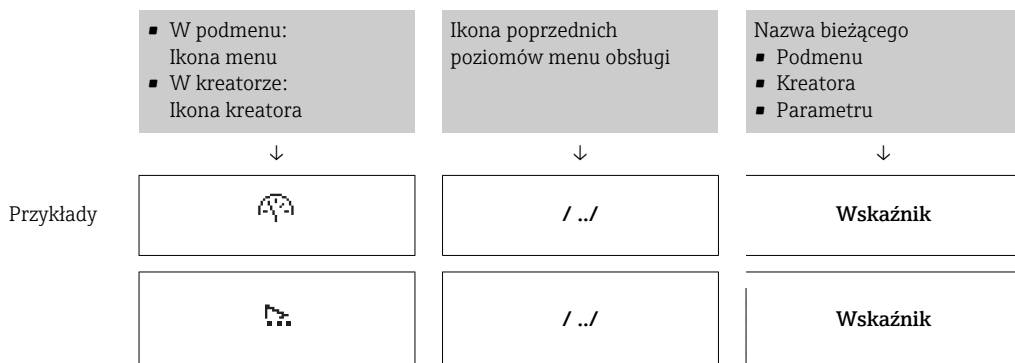 ▪ W podmenu:
Ikona menu
▪ W kreatorze:
Ikona kreatora
Ikona poprzednich
poziomów menu obsługi
Nazwa bieżącego
▪ Podmenu
▪ Kreatora
▪ Parametru
↓ ↓ ↓
Przykłady / ../ Wskaźnik
/ ../ Wskaźnik